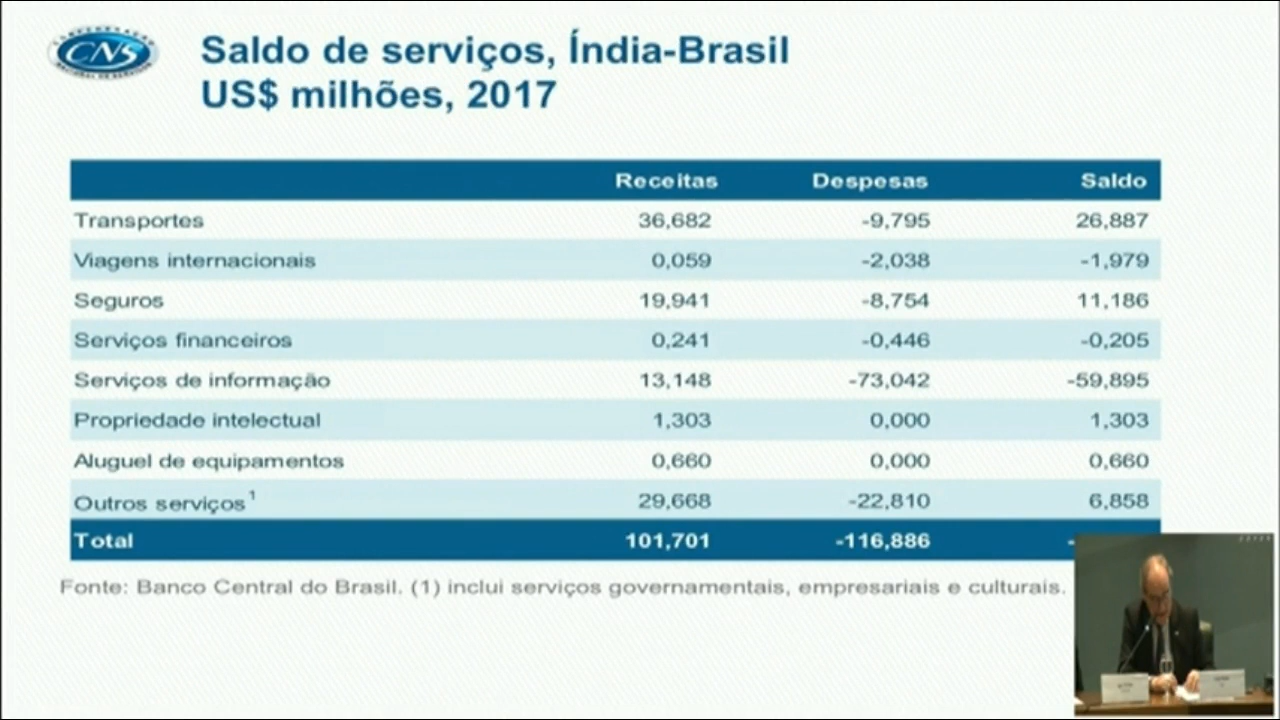 CNS
Saldo de serviços, Índia-Brasil
US$ milhões, 2017
Receitas Despesas Saldo
Transportes 36,682 -9,795 26,887
Viagens internacionais 0,059 -2,038 -1,979
Seguros 19,941 -8,754 11,186
Serviços financeiros 0,241 -0,446 -0,205
Serviços de informação 13,148 -73,042 -59,895
Propriedade intelectual 1,303 0,000 1,303
Aluguel de equipamentos 0,660 0,000 0,660
Outros serviços¹ 29,668 -22,810 6,858
Total 101,701 -116,886 -
Fonte: Banco Central do Brasil. (1) inclui serviços governamentais, empresariais e culturais.